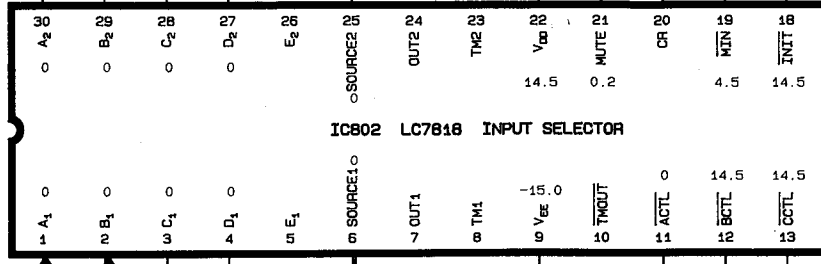 30 29 28 27 26 25 24 23 22 21 20 19 18
A2 B2 C2 D2 E2 SOURCE2 OUT2 TM2 VDD MUTE CR MIN INIT
0 0 0 0 0 14.5 0.2 4.5 14.5
IC802 LC7818 INPUT SELECTOR
0 0 0 0 0 -15.0 0 14.5 14.5
A1 B1 C1 D1 E1 SOURCE1 OUT1 TM1 VEE TMOUT ACTL BCTL CCTL
1 2 3 4 5 6 7 8 9 10 11 12 13